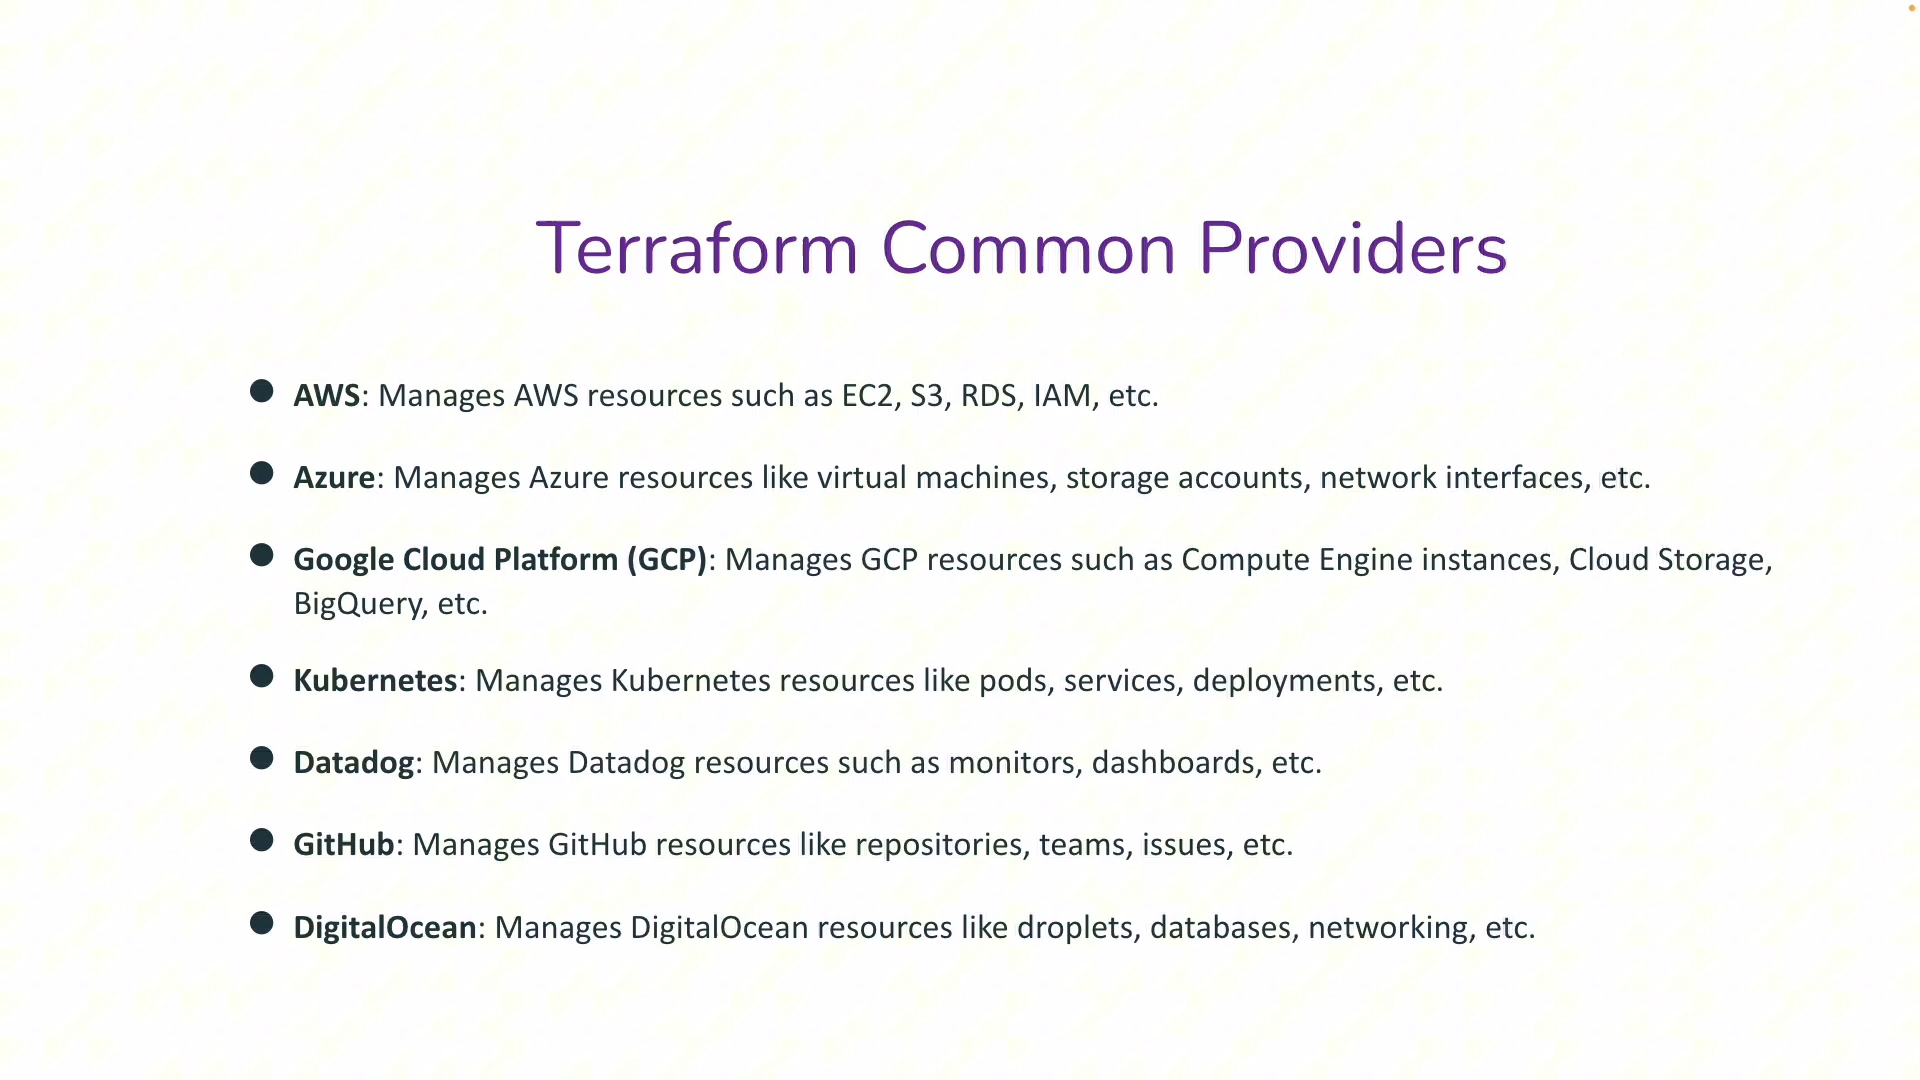 Terraform Common Providers
● AWS: Manages AWS resources such as EC2, S3, RDS, IAM, etc.
● Azure: Manages Azure resources like virtual machines, storage accounts, network interfaces, etc.
● Google Cloud Platform (GCP): Manages GCP resources such as Compute Engine instances, Cloud Storage,
BigQuery, etc.
● Kubernetes: Manages Kubernetes resources like pods, services, deployments, etc.
● Datadog: Manages Datadog resources such as monitors, dashboards, etc.
● GitHub: Manages GitHub resources like repositories, teams, issues, etc.
● DigitalOcean: Manages DigitalOcean resources like droplets, databases, networking, etc.